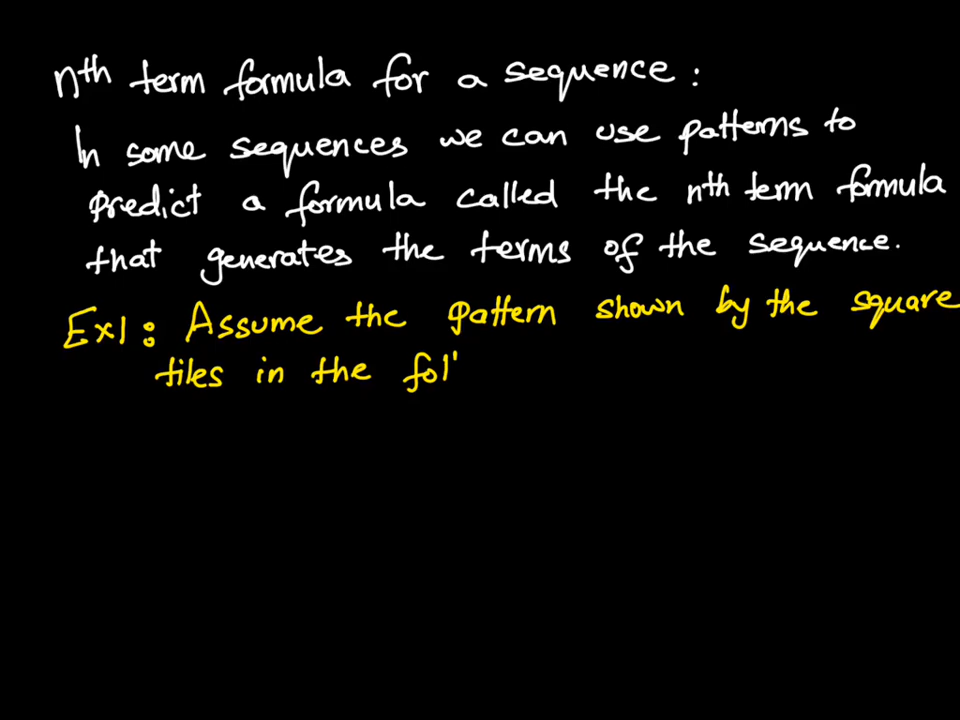 nth term formula for a sequence :
In some sequences we can use patterns to
predict a formula called the nth term formula
that generates the terms of the sequence.
Ex1 : Assume the pattern shown by the square
tiles in the fol